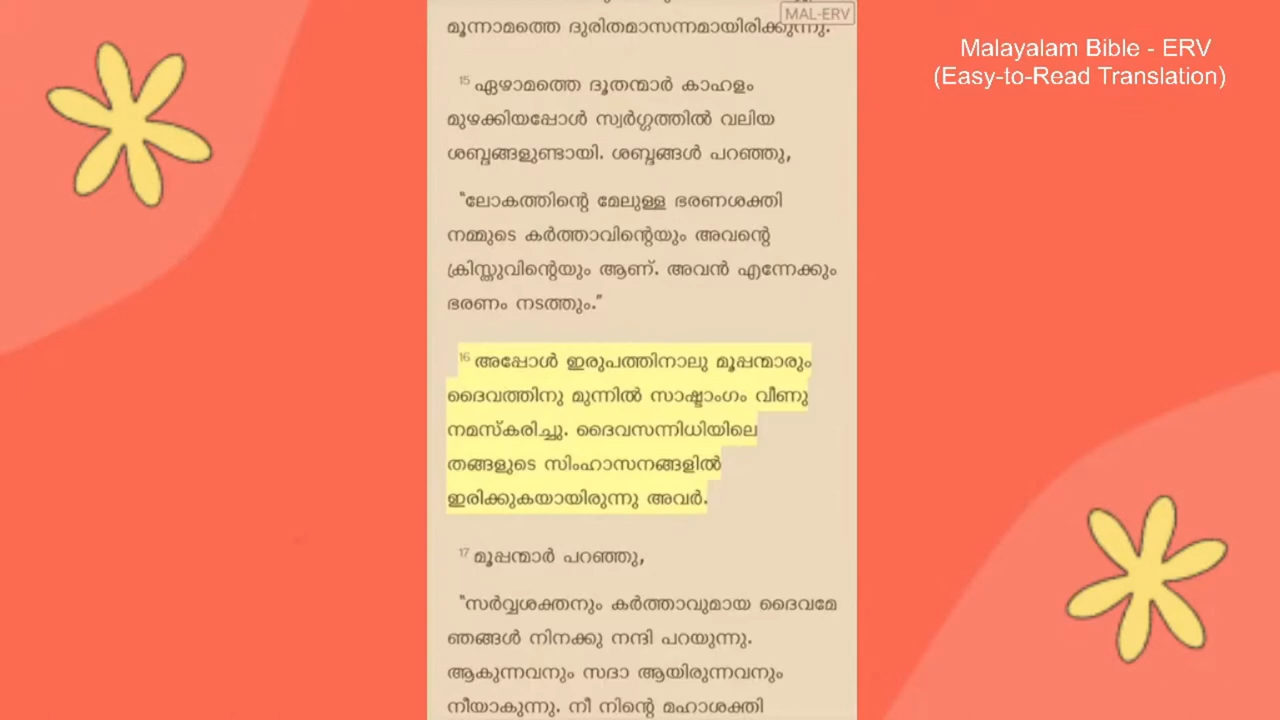 MAL-ERV
മൂന്നാമത്തെ ദുരിതമാസന്നമായിരിക്കുന്നു.
Malayalam Bible - ERV
(Easy-to-Read Translation)
15 ഏഴാമത്തെ ദൂതന്മാർ കാഹളം
മുഴക്കിയപ്പോൾ സ്വർഗ്ഗത്തിൽ വലിയ
ശബ്ദങ്ങളുണ്ടായി. ശബ്ദങ്ങൾ പറഞ്ഞു,
“ലോകത്തിന്റെ മേലുള്ള ഭരണശക്തി
നമ്മുടെ കർത്താവിന്റെയും അവന്റെ
ക്രിസ്തുവിന്റെയും ആണ്. അവൻ എന്നേക്കും
ഭരണം നടത്തും.”
16 അപ്പോൾ ഇരുപത്തിനാലു മൂപ്പന്മാരും
ദൈവത്തിനു മുന്നിൽ സാഷ്ടാംഗം വീണു
നമസ്കരിച്ചു. ദൈവസന്നിധിയിലെ
തങ്ങളുടെ സിംഹാസനങ്ങളിൽ
ഇരിക്കുകയായിരുന്നു അവർ.
17 മൂപ്പന്മാർ പറഞ്ഞു,
“സർവ്വശക്തനും കർത്താവുമായ ദൈവമേ
ഞങ്ങൾ നിനക്കു നന്ദി പറയുന്നു.
ആകുന്നവനും സദാ ആയിരുന്നവനും
നീയാകുന്നു. നീ നിന്റെ മഹാശക്തി